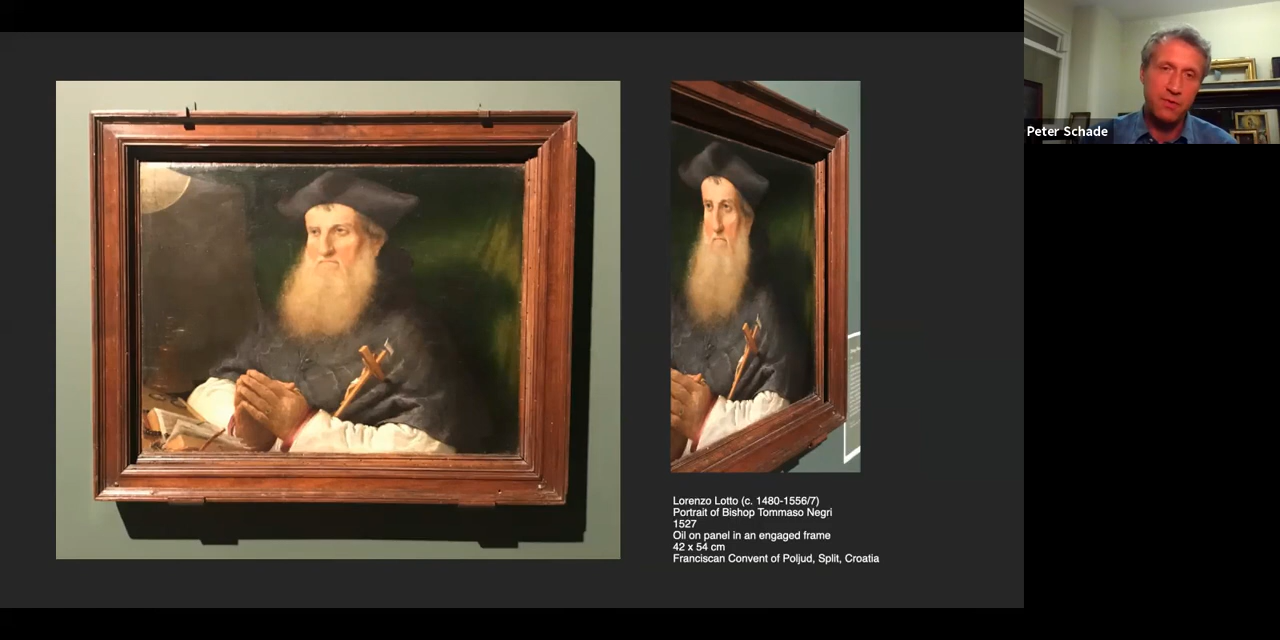 Peter Schade
Lorenzo Lotto (c. 1480-1556/7)
Portrait of Bishop Tommaso Negri
1527
Oil on panel in an engaged frame
42 x 54 cm
Franciscan Convent of Poljud, Split, Croatia